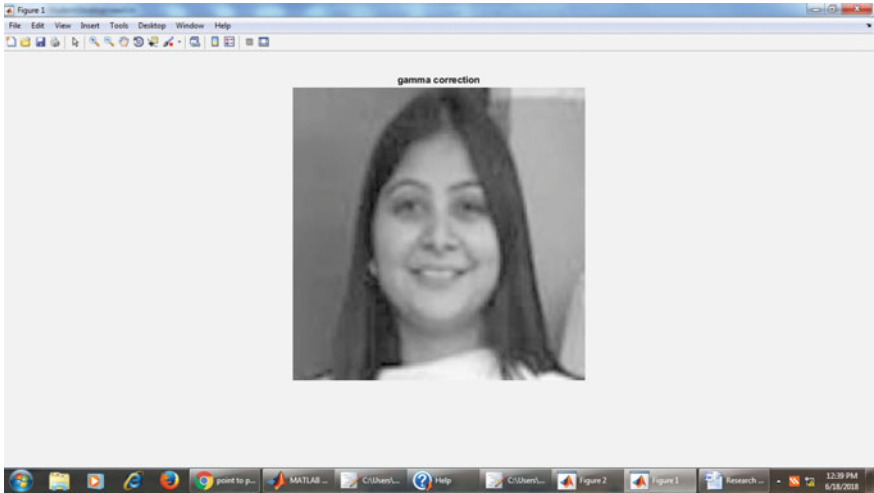 Figure 1
File Edit View Insert Tools Desktop Window Help
gamma correction
point to p... MATLAB ... C:\Users\... Help C:\Users\... Figure 2 Figure 1 Research ... 12:39 PM
6/18/2018